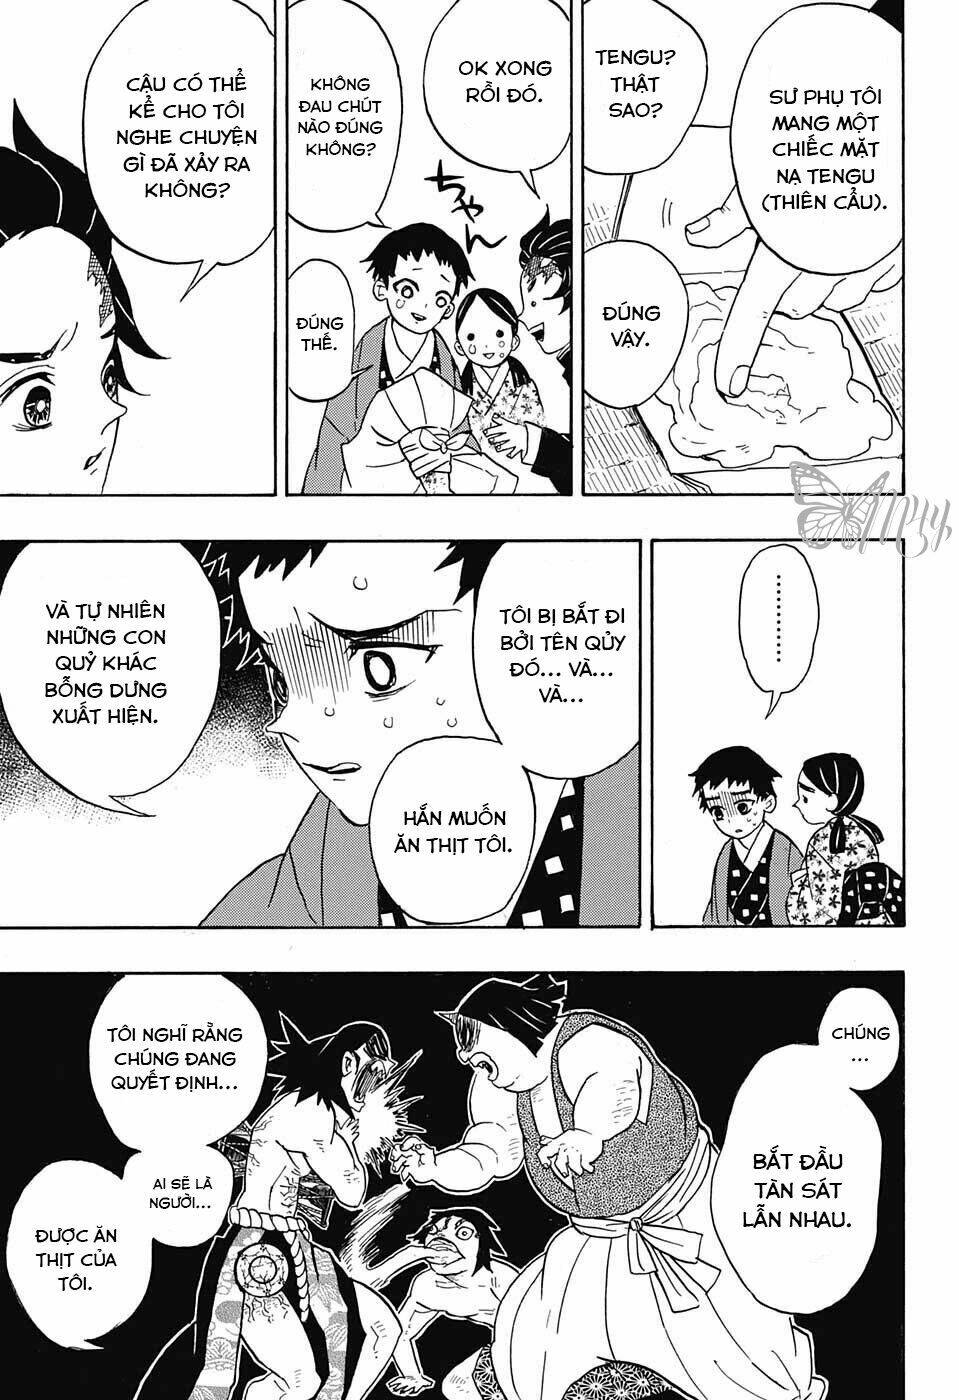 SƯ PHỤ TÔI
MANG MỘT
CHIẾC MẶT
NẠ TENGU
(THIÊN CẨU).
TENGU?
THẬT
SAO?
ĐÚNG
VẬY.
OK XONG
RỒI ĐÓ.
KHÔNG
ĐAU CHÚT
NÀO ĐÚNG
KHÔNG?
ちゃん
ĐÚNG
THẾ.
CẬU CÓ THỂ
KỂ CHO TÔI
NGHE CHUYỆN
GÌ ĐÃ XẢY RA
KHÔNG?
Amyy
............
TÔI BỊ BẮT ĐI
BỞI TÊN QỦY
ĐÓ... VÀ...
VÀ...
HẮN MUỐN
ĂN THỊT TÔI.
VÀ TỰ NHIÊN
NHỮNG CON
QUỶ KHÁC
BỖNG DƯNG
XUẤT HIỆN.
CHÚNG
...
BẮT ĐẦU
TÀN SÁT
LẪN NHAU.
TÔI NGHĨ RẰNG
CHÚNG ĐANG
QUYẾT ĐỊNH...
AI SẼ LÀ
NGƯỜI...
ĐƯỢC ĂN
THỊT CỦA
TÔI.